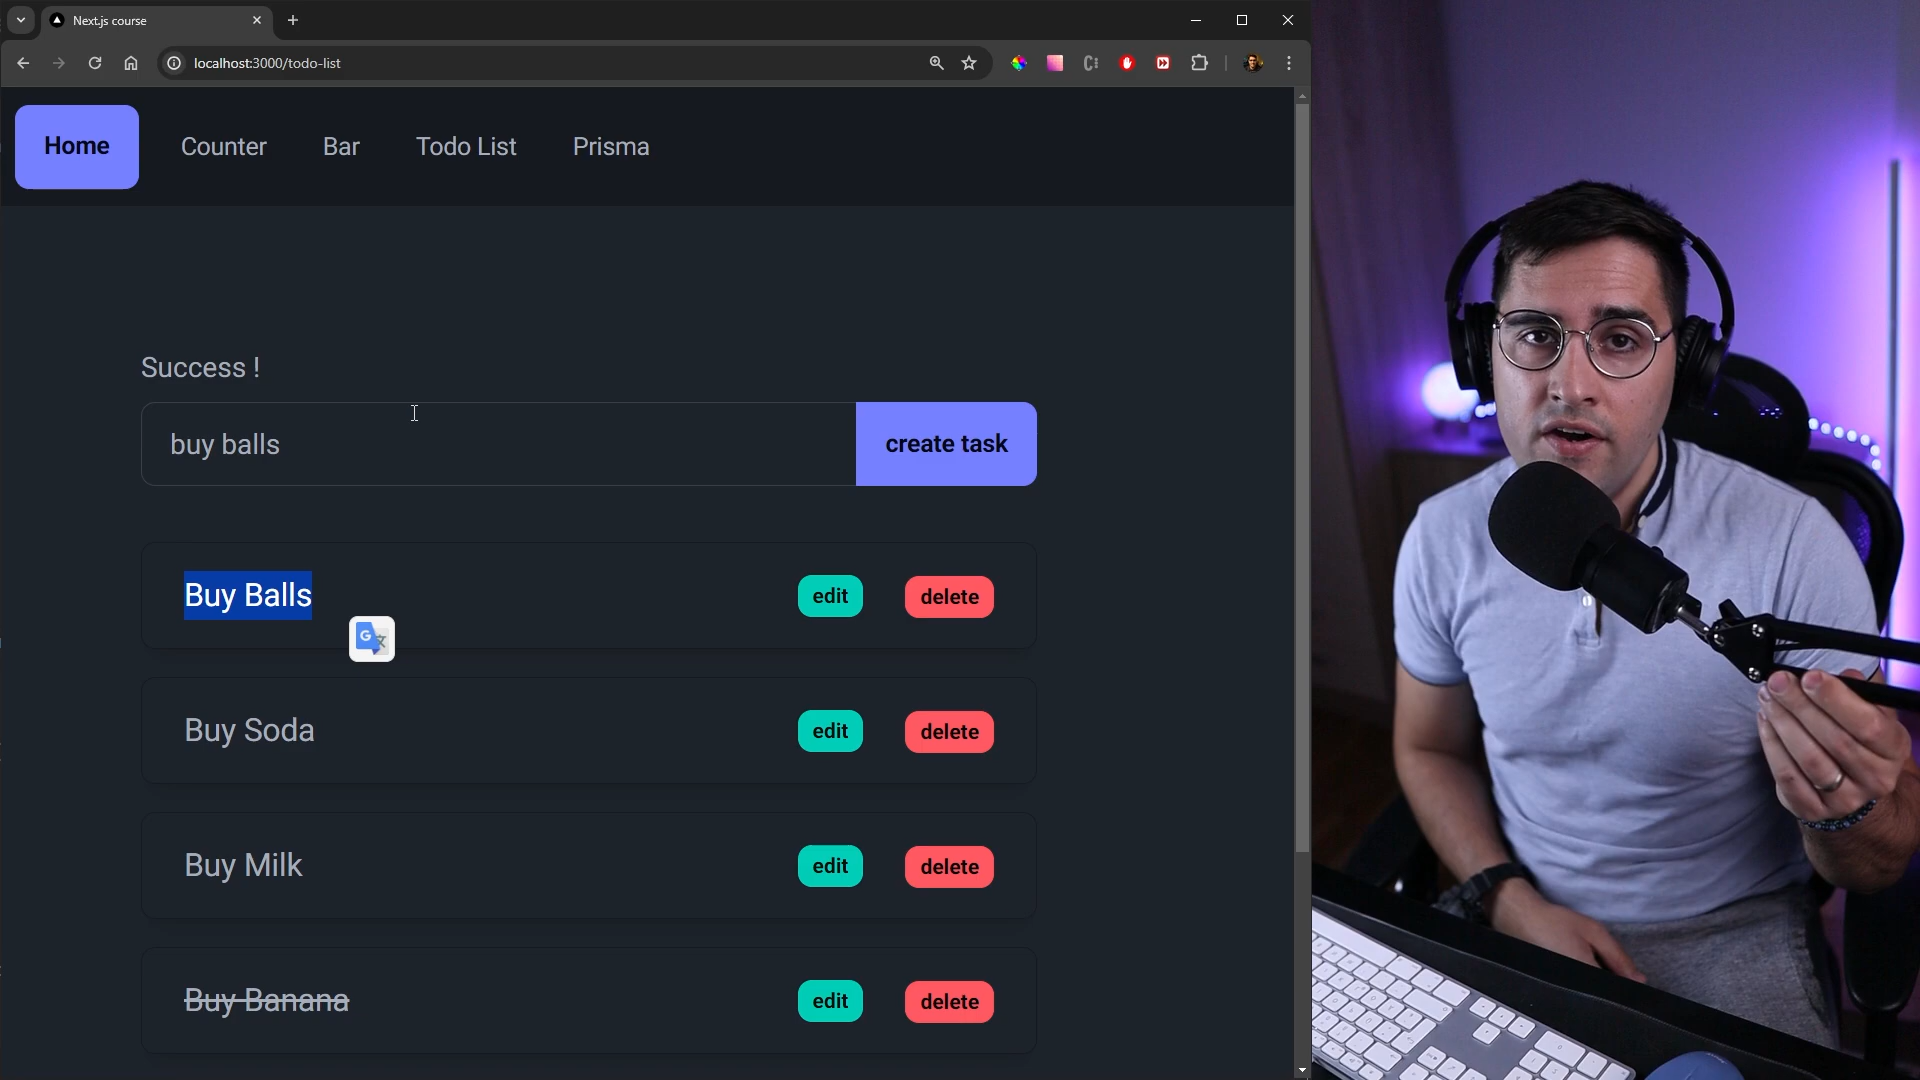 Next.js course
localhost:3000/todo-list
Home
Counter
Bar
Todo List
Prisma
Success !
buy balls
create task
Buy Balls
edit
delete
Buy Soda
edit
delete
Buy Milk
edit
delete
Buy Banana
edit
delete